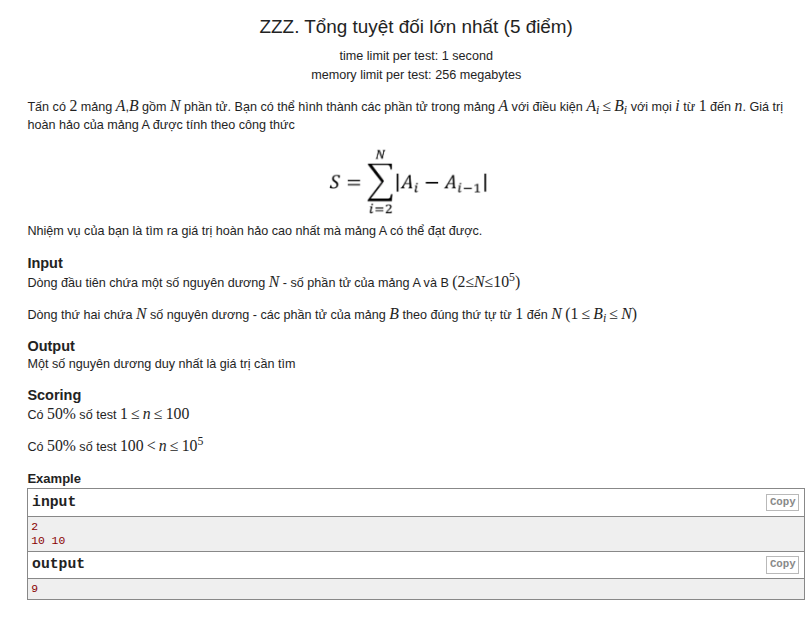 ZZZ. Tổng tuyệt đối lớn nhất (5 điểm)
time limit per test: 1 second
memory limit per test: 256 megabytes
Tấn có 2 mảng A,B gồm N phần tử. Bạn có thể hình thành các phần tử trong mảng A với điều kiện A_i ≤ B_i với mọi i từ 1 đến n. Giá trị
hoàn hảo của mảng A được tính theo công thức
S = \sum_{i=2}^{N} |A_i − A_{i−1}|
Nhiệm vụ của bạn là tìm ra giá trị hoàn hảo cao nhất mà mảng A có thể đạt được.
Input
Dòng đầu tiên chứa một số nguyên dương N - số phần tử của mảng A và B (2≤N≤10^5)
Dòng thứ hai chứa N số nguyên dương - các phần tử của mảng B theo đúng thứ tự từ 1 đến N (1 ≤ B_i ≤ N)
Output
Một số nguyên dương duy nhất là giá trị cần tìm
Scoring
Có 50% số test 1 ≤ n ≤ 100
Có 50% số test 100 < n ≤ 10^5
Example
input Copy
2
10 10
output Copy
9